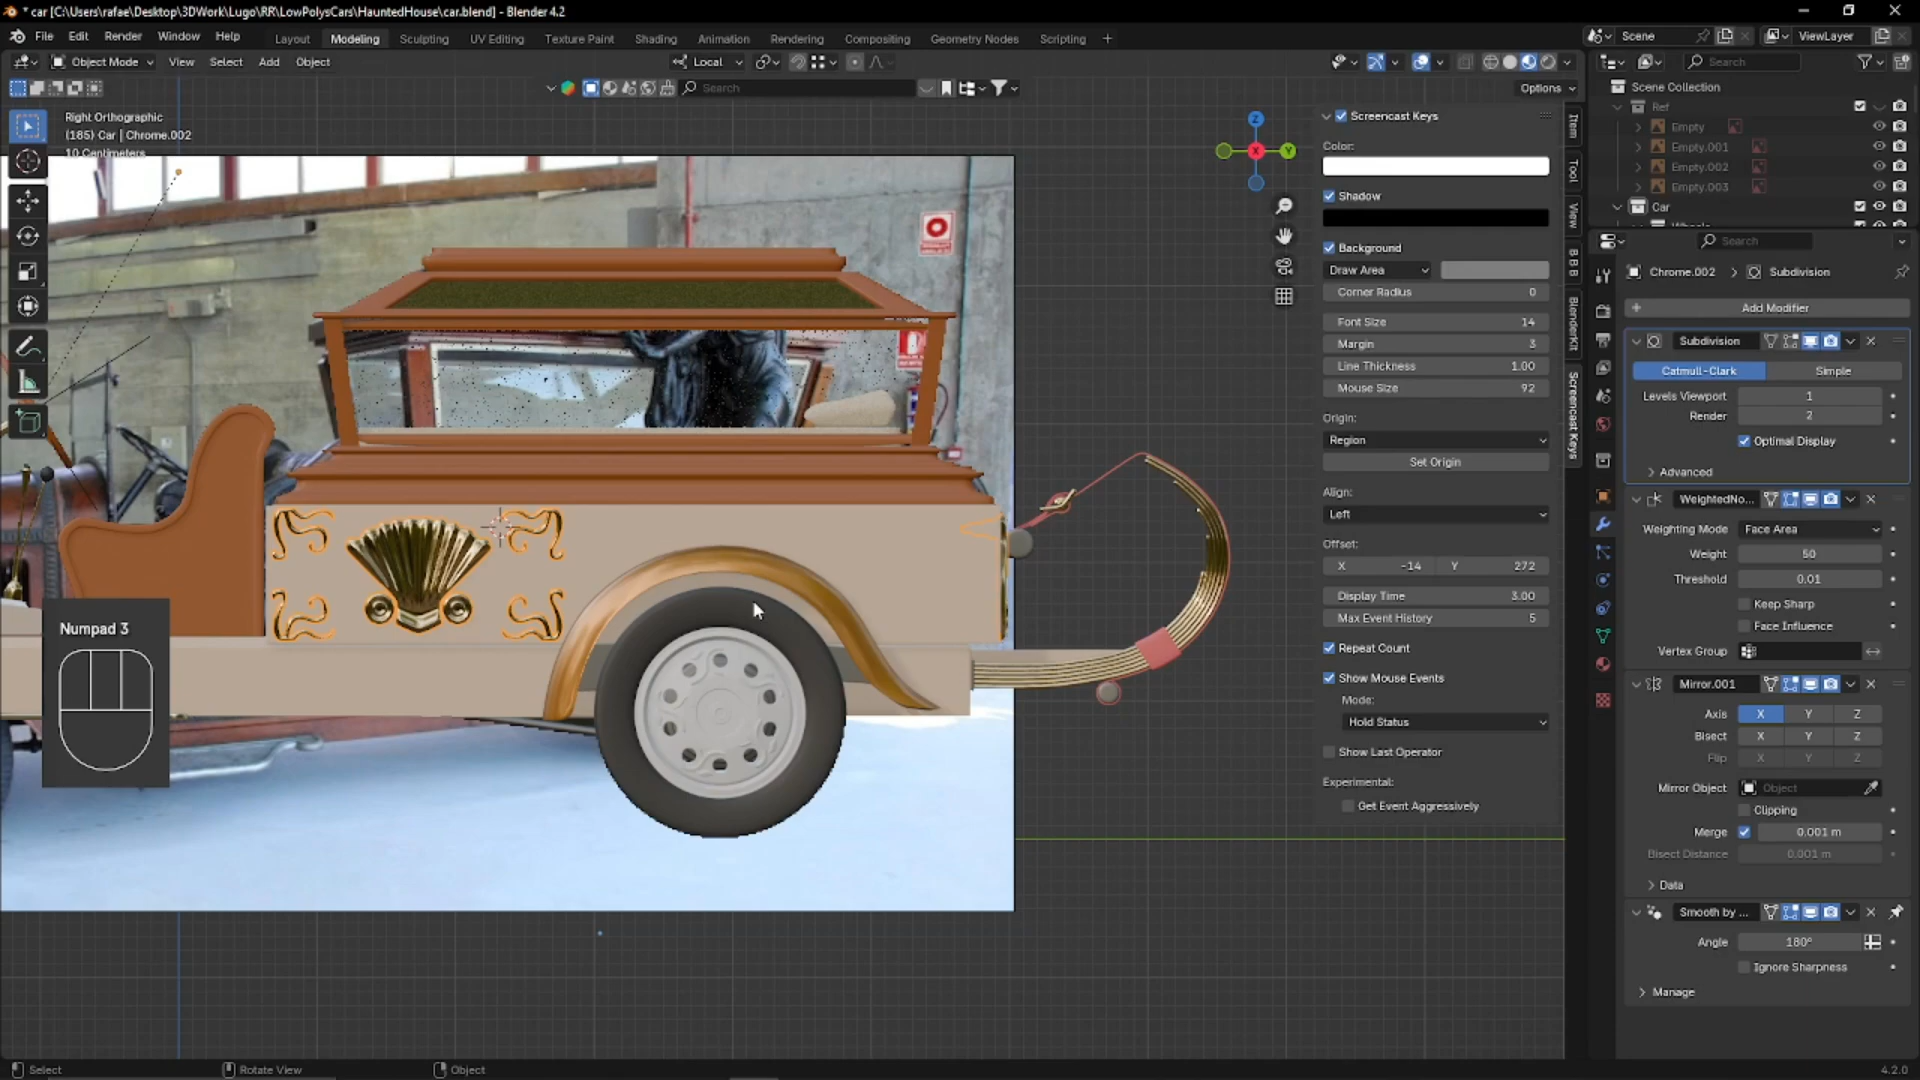 * car [C:\Users\rafae\Desktop\3DWork\Lugo\RR\LowPolysCars\HauntedHouse\car.blend] - Blender 4.2
File Edit Render Window Help
Layout Modeling Sculpting UV Editing Texture Paint Shading Animation Rendering Compositing Geometry Nodes Scripting +
Scene
ViewLayer
Object Mode View Select Add Object
Local
Search
Search
Options
Right Orthographic
(185) Car | Chrome.002
10 Centimeters
Z
X
Y
Numpad 3
Screencast Keys
Color:
Shadow
Background
Draw Area
Corner Radius 0
Font Size 14
Margin 3
Line Thickness 1.00
Mouse Size 92
Origin:
Region
Set Origin
Align:
Left
Offset:
X -14 Y 272
Display Time 3.00
Max Event History 5
Repeat Count
Show Mouse Events
Mode:
Hold Status
Show Last Operator
Experimental:
Get Event Aggressively
Item
Tool
View
B B B
BlenderKit
Screencast Keys
Scene Collection
Ref
Empty
Empty.001
Empty.002
Empty.003
Car
Search
Chrome.002 > Subdivision
Add Modifier
Subdivision
Catmull-Clark Simple
Levels Viewport 1
Render 2
Optimal Display
Advanced
WeightedNo...
Weighting Mode Face Area
Weight 50
Threshold 0.01
Keep Sharp
Face Influence
Vertex Group
Mirror.001
Axis X Y Z
Bisect X Y Z
Flip X Y Z
Mirror Object Object
Clipping
Merge 0.001 m
Bisect Distance 0.001 m
Data
Smooth by ...
Angle 180°
Ignore Sharpness
Manage
Select Rotate View Object
4.2.0